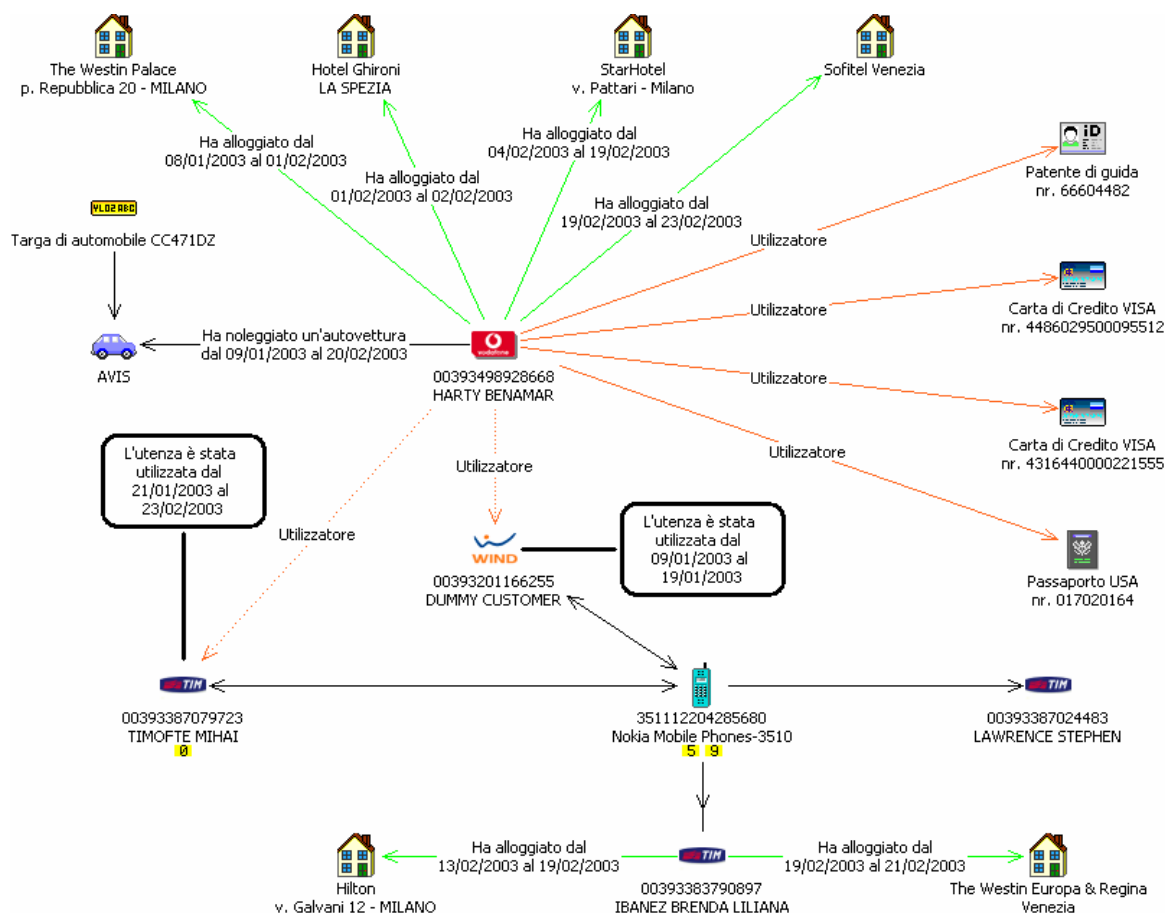 The Westin Palace
p. Repubblica 20 - MILANO
Hotel Ghironi
LA SPEZIA
StarHotel
v. Pattari - Milano
Sofitel Venezia
Ha alloggiato dal
08/01/2003 al 01/02/2003
Ha alloggiato dal
01/02/2003 al 02/02/2003
Ha alloggiato dal
04/02/2003 al 19/02/2003
Ha alloggiato dal
19/02/2003 al 23/02/2003
iD
Patente di guida
nr. 66604482
YL02 ABC
Targa di automobile CC471DZ
Utilizzatore
Utilizzatore
Carta di Credito VISA
nr. 4486029500095512
Ha noleggiato un'autovettura
dal 09/01/2003 al 20/02/2003
AVIS
vodafone
00393498928668
HARTY BENAMAR
Utilizzatore
Carta di Credito VISA
nr. 4316440000221555
Utilizzatore
L'utenza è stata
utilizzata dal
21/01/2003 al
23/02/2003
Utilizzatore
Utilizzatore
WIND
00393201166255
DUMMY CUSTOMER
L'utenza è stata
utilizzata dal
09/01/2003 al
19/01/2003
Passaporto USA
nr. 017020164
TIM
00393387079723
TIMOFTE MIHAI
0
351112204285680
Nokia Mobile Phones-3510
5 9
TIM
00393387024483
LAWRENCE STEPHEN
Hilton
v. Galvani 12 - MILANO
Ha alloggiato dal
13/02/2003 al 19/02/2003
TIM
00393383790897
IBANEZ BRENDA LILIANA
Ha alloggiato dal
19/02/2003 al 21/02/2003
The Westin Europa & Regina
Venezia